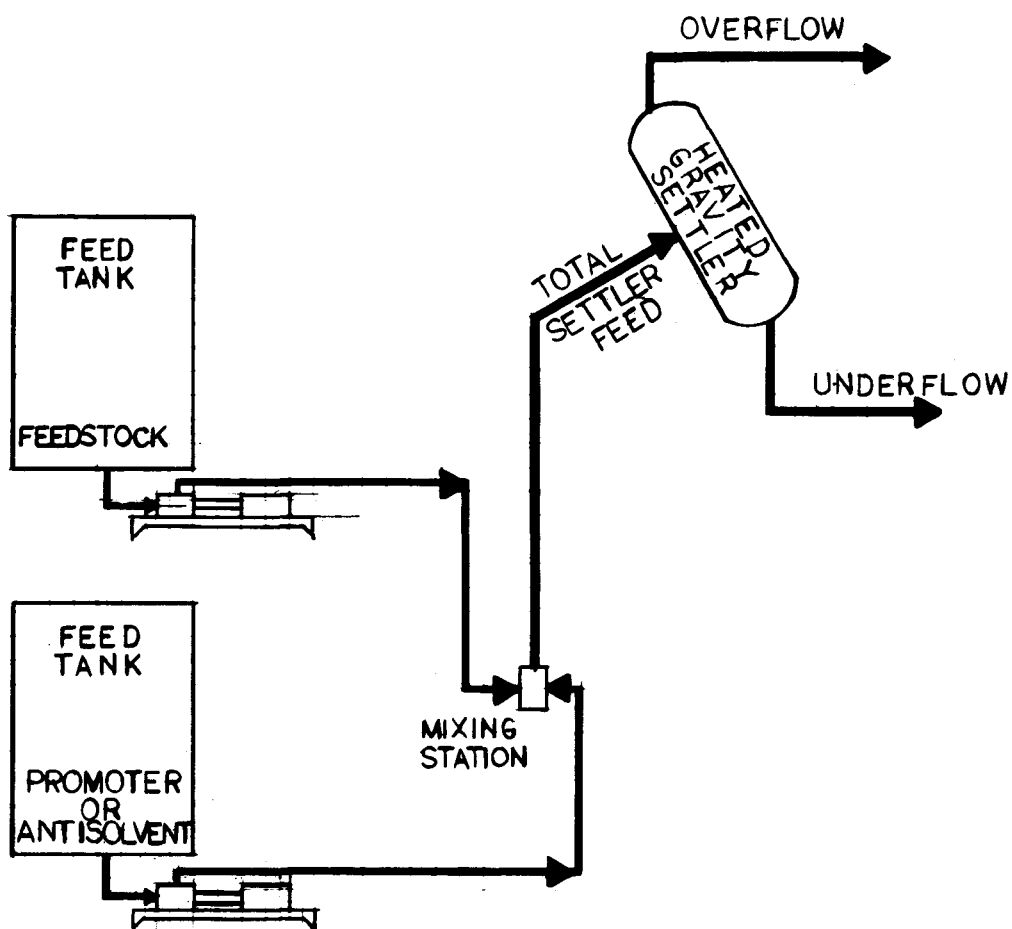 OVERFLOW
HEATED
GRAVITY
SETTLER
FEED
TANK
FEEDSTOCK
TOTAL
SETTLER
FEED
UNDERFLOW
FEED
TANK
PROMOTER
OR
ANTISOLVENT
MIXING
STATION